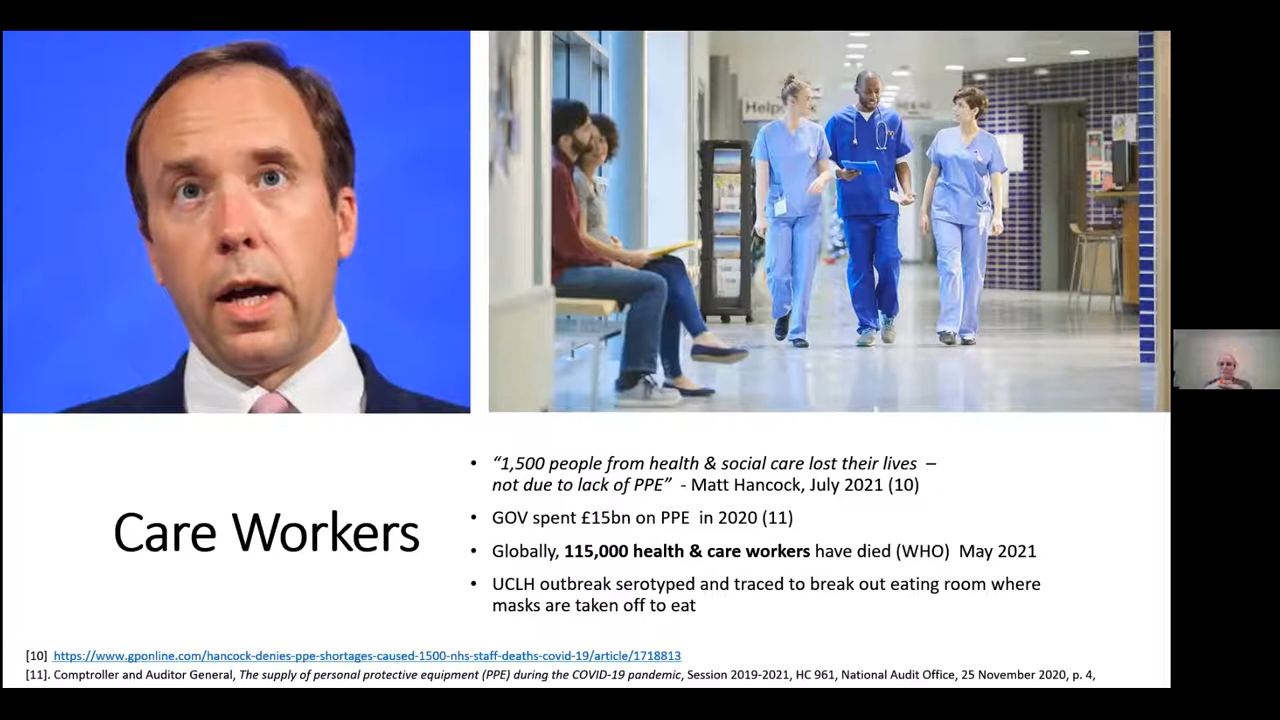 Help
Care Workers
• “1,500 people from health & social care lost their lives –
not due to lack of PPE” - Matt Hancock, July 2021 (10)
• GOV spent £15bn on PPE in 2020 (11)
• Globally, 115,000 health & care workers have died (WHO) May 2021
• UCLH outbreak serotyped and traced to break out eating room where
masks are taken off to eat
[10] https://www.gponline.com/hancock-denies-ppe-shortages-caused-1500-nhs-staff-deaths-covid-19/article/1718813
[11]. Comptroller and Auditor General, The supply of personal protective equipment (PPE) during the COVID-19 pandemic, Session 2019-2021, HC 961, National Audit Office, 25 November 2020, p. 4,